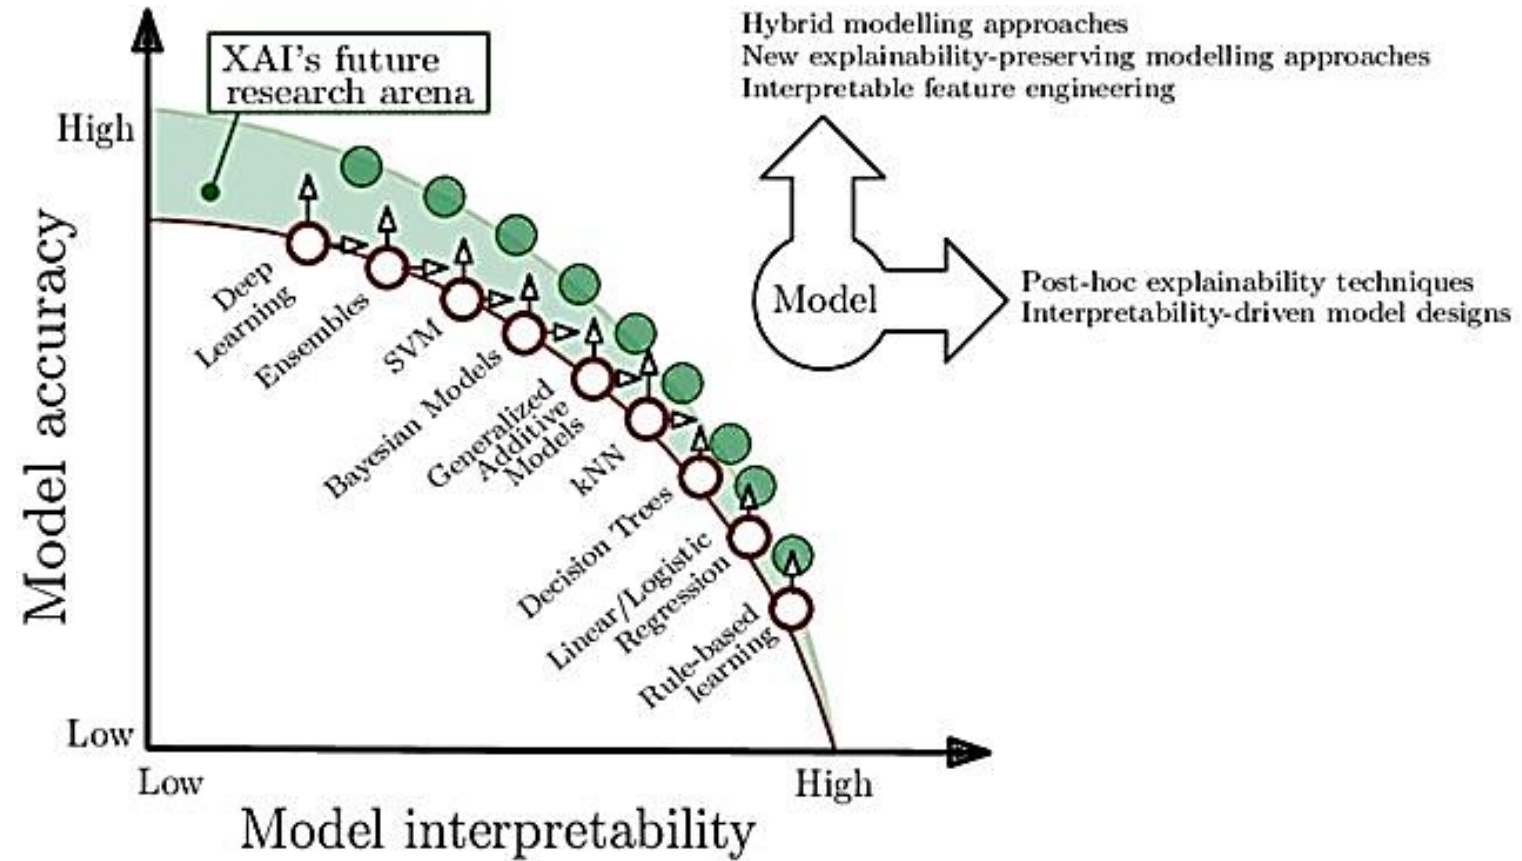 XAI's future
research arena
High
Low
Model accuracy
Low
High
Model interpretability
Deep
Learning
Ensembles
SVM
Bayesian Models
Generalized
Additive
Models
kNN
Decision Trees
Linear/Logistic
Regression
Rule-based
learning
Hybrid modelling approaches
New explainability-preserving modelling approaches
Interpretable feature engineering
Model
Post-hoc explainability techniques
Interpretability-driven model designs